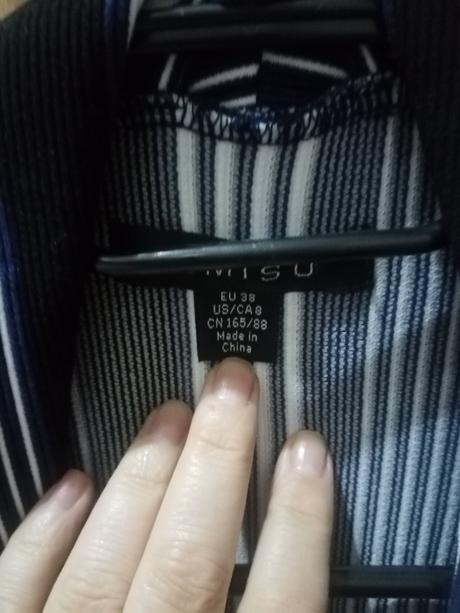 MISU
EU 38
US/CA 8
CN 165/88
Made in
China